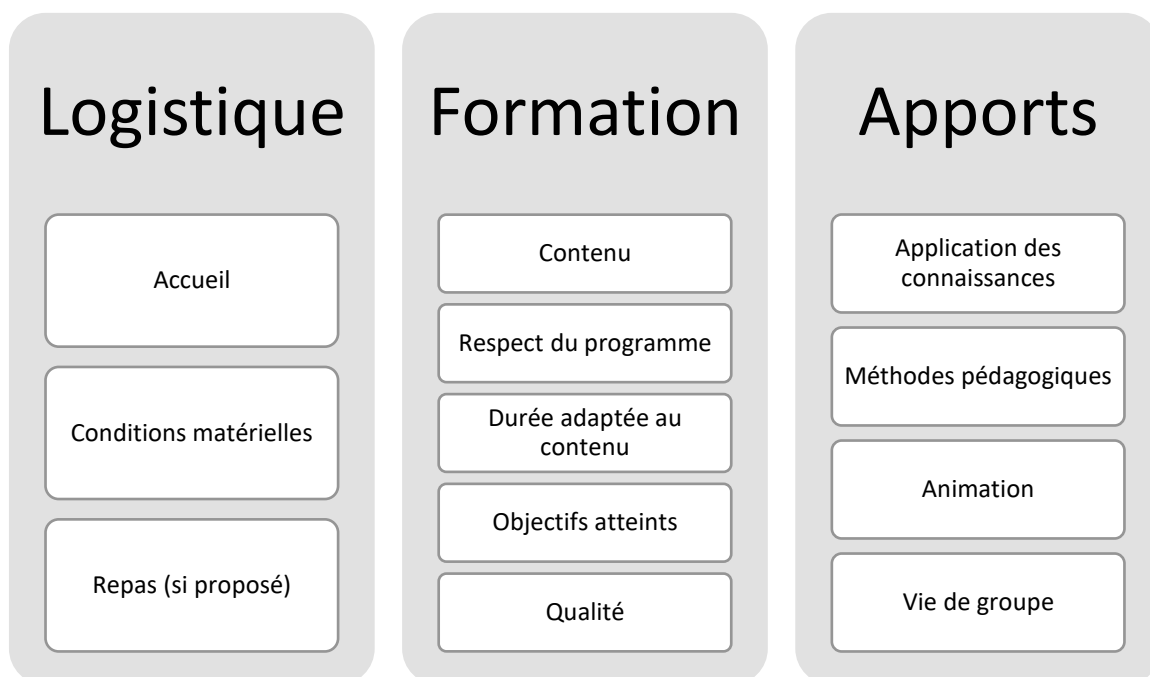 Logistique
Accueil
Conditions matérielles
Repas (si proposé)
Formation
Contenu
Respect du programme
Durée adaptée au
contenu
Objectifs atteints
Qualité
Apports
Application des
connaissances
Méthodes pédagogiques
Animation
Vie de groupe